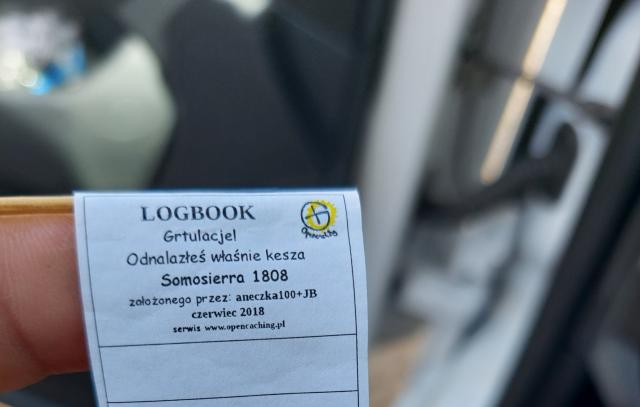 LOGBOOK
Grtulacje!
Odnalazłeś właśnie kesza
Somosierra 1808
założonego przez: aneczka100+JB
czerwiec 2018
serwis www.opencaching.pl